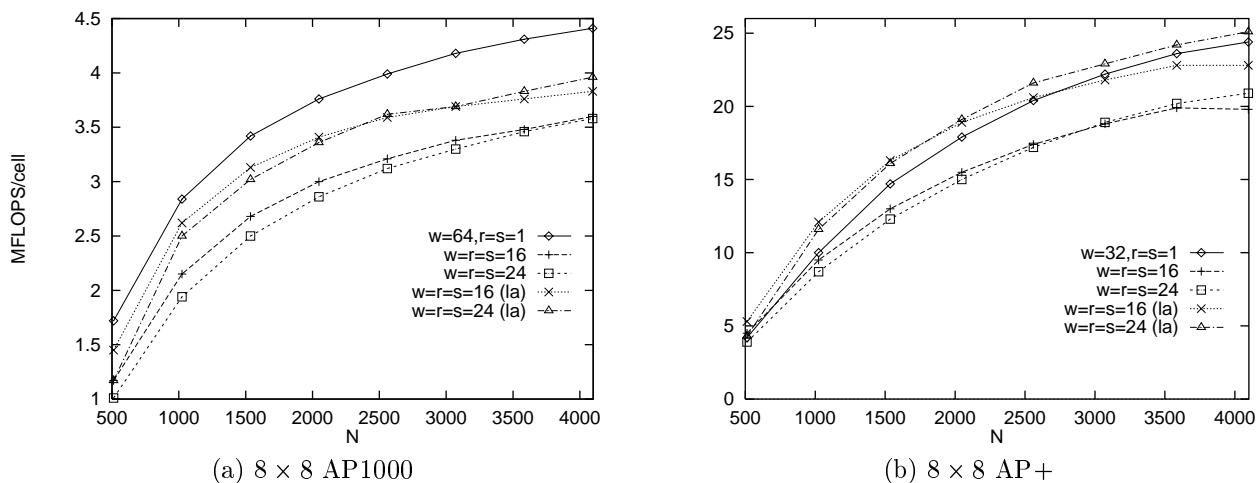 4.5
4
3.5
3
2.5
2
1.5
1
MFLOPS/cell
500 1000 1500 2000 2500 3000 3500 4000
N
w=64,r=s=1
w=r=s=16
w=r=s=24
w=r=s=16 (la)
w=r=s=24 (la)
(a) 8 × 8 AP1000
25
20
15
10
5
0
500 1000 1500 2000 2500 3000 3500 4000
N
w=32,r=s=1
w=r=s=16
w=r=s=24
w=r=s=16 (la)
w=r=s=24 (la)
(b) 8 × 8 AP+